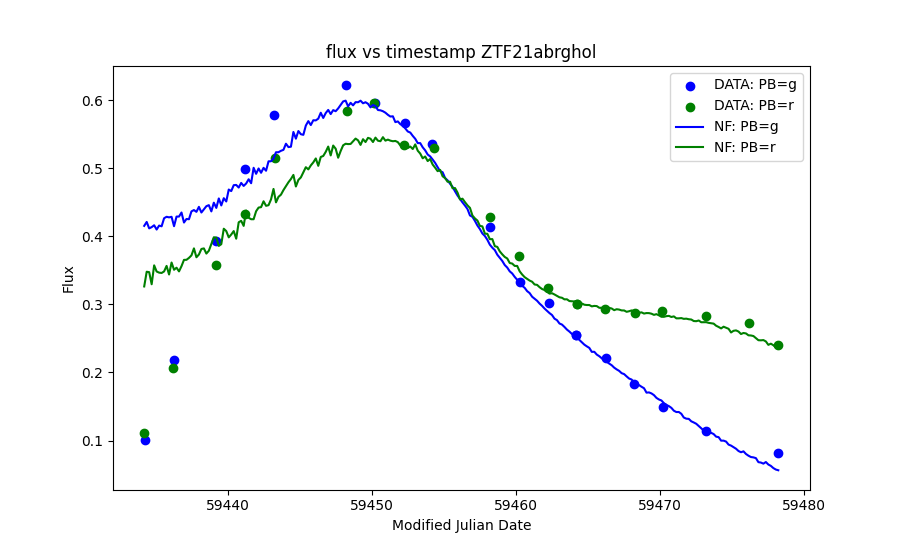 flux vs timestamp ZTF21abrghol
DATA: PB=g
DATA: PB=r
NF: PB=g
NF: PB=r
Flux
0.6
0.5
0.4
0.3
0.2
0.1
59440
59450
59460
59470
59480
Modified Julian Date